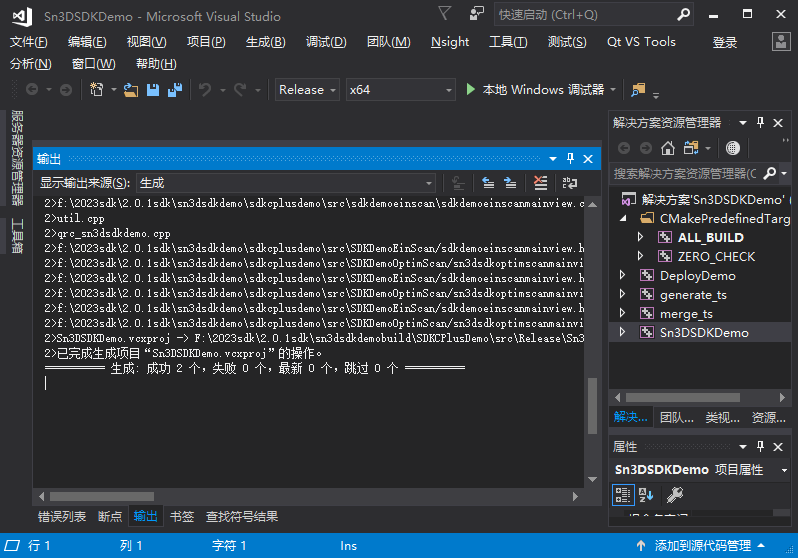 Sn3DSDKDemo - Microsoft Visual Studio
快速启动 (Ctrl+Q)
文件(F) 编辑(E) 视图(V) 项目(P) 生成(B) 调试(D) 团队(M) Nsight 工具(T) 测试(S) Qt VS Tools 登录
分析(N) 窗口(W) 帮助(H)
Release x64 本地 Windows 调试器
服务器资源管理器
工具箱
输出
显示输出来源(S): 生成
2>f:\2023sdk\2.0.1sdk\sn3dsdkdemo\sdkcplusdemo\src\sdkdemoeinscan\sdkdemoeinscanmainview.c
2>util.cpp
2>qrc_sn3dsdkdemo.cpp
2>f:\2023sdk\2.0.1sdk\sn3dsdkdemo\sdkcplusdemo\src\SDKDemoEinScan/sdkdemoeinscanmainview.h
2>f:\2023sdk\2.0.1sdk\sn3dsdkdemo\sdkcplusdemo\src\SDKDemoOptimScan/sn3dsdkoptimscanmainvi
2>f:\2023sdk\2.0.1sdk\sn3dsdkdemo\sdkcplusdemo\src\SDKDemoEinScan/sdkdemoeinscanmainview.h
2>f:\2023sdk\2.0.1sdk\sn3dsdkdemo\sdkcplusdemo\src\SDKDemoOptimScan/sn3dsdkoptimscanmainvi
2>f:\2023sdk\2.0.1sdk\sn3dsdkdemo\sdkcplusdemo\src\SDKDemoEinScan/sdkdemoeinscanmainview.h
2>f:\2023sdk\2.0.1sdk\sn3dsdkdemo\sdkcplusdemo\src\SDKDemoOptimScan/sn3dsdkoptimscanmainvi
2>Sn3DSDKDemo.vcxproj -> F:\2023sdk\2.0.1sdk\sn3dsdkdemobuild\SDKCPlusDemo\src\Release\Sn3
2>已完成生成项目“Sn3DSDKDemo.vcxproj”的操作。
========== 生成: 成功 2 个，失败 0 个，最新 0 个，跳过 0 个 ==========
错误列表 断点 输出 书签 查找符号结果
解决方案资源管理器
搜索解决方案资源管理器(C
解决方案'Sn3DSDKDemo'
CMakePredefinedTarg
ALL_BUILD
ZERO_CHECK
DeployDemo
generate_ts
merge_ts
Sn3DSDKDemo
解决... 团队... 类视... 资源...
属性
Sn3DSDKDemo 项目属性
行 1 列 1 字符 1 Ins 添加到源代码管理